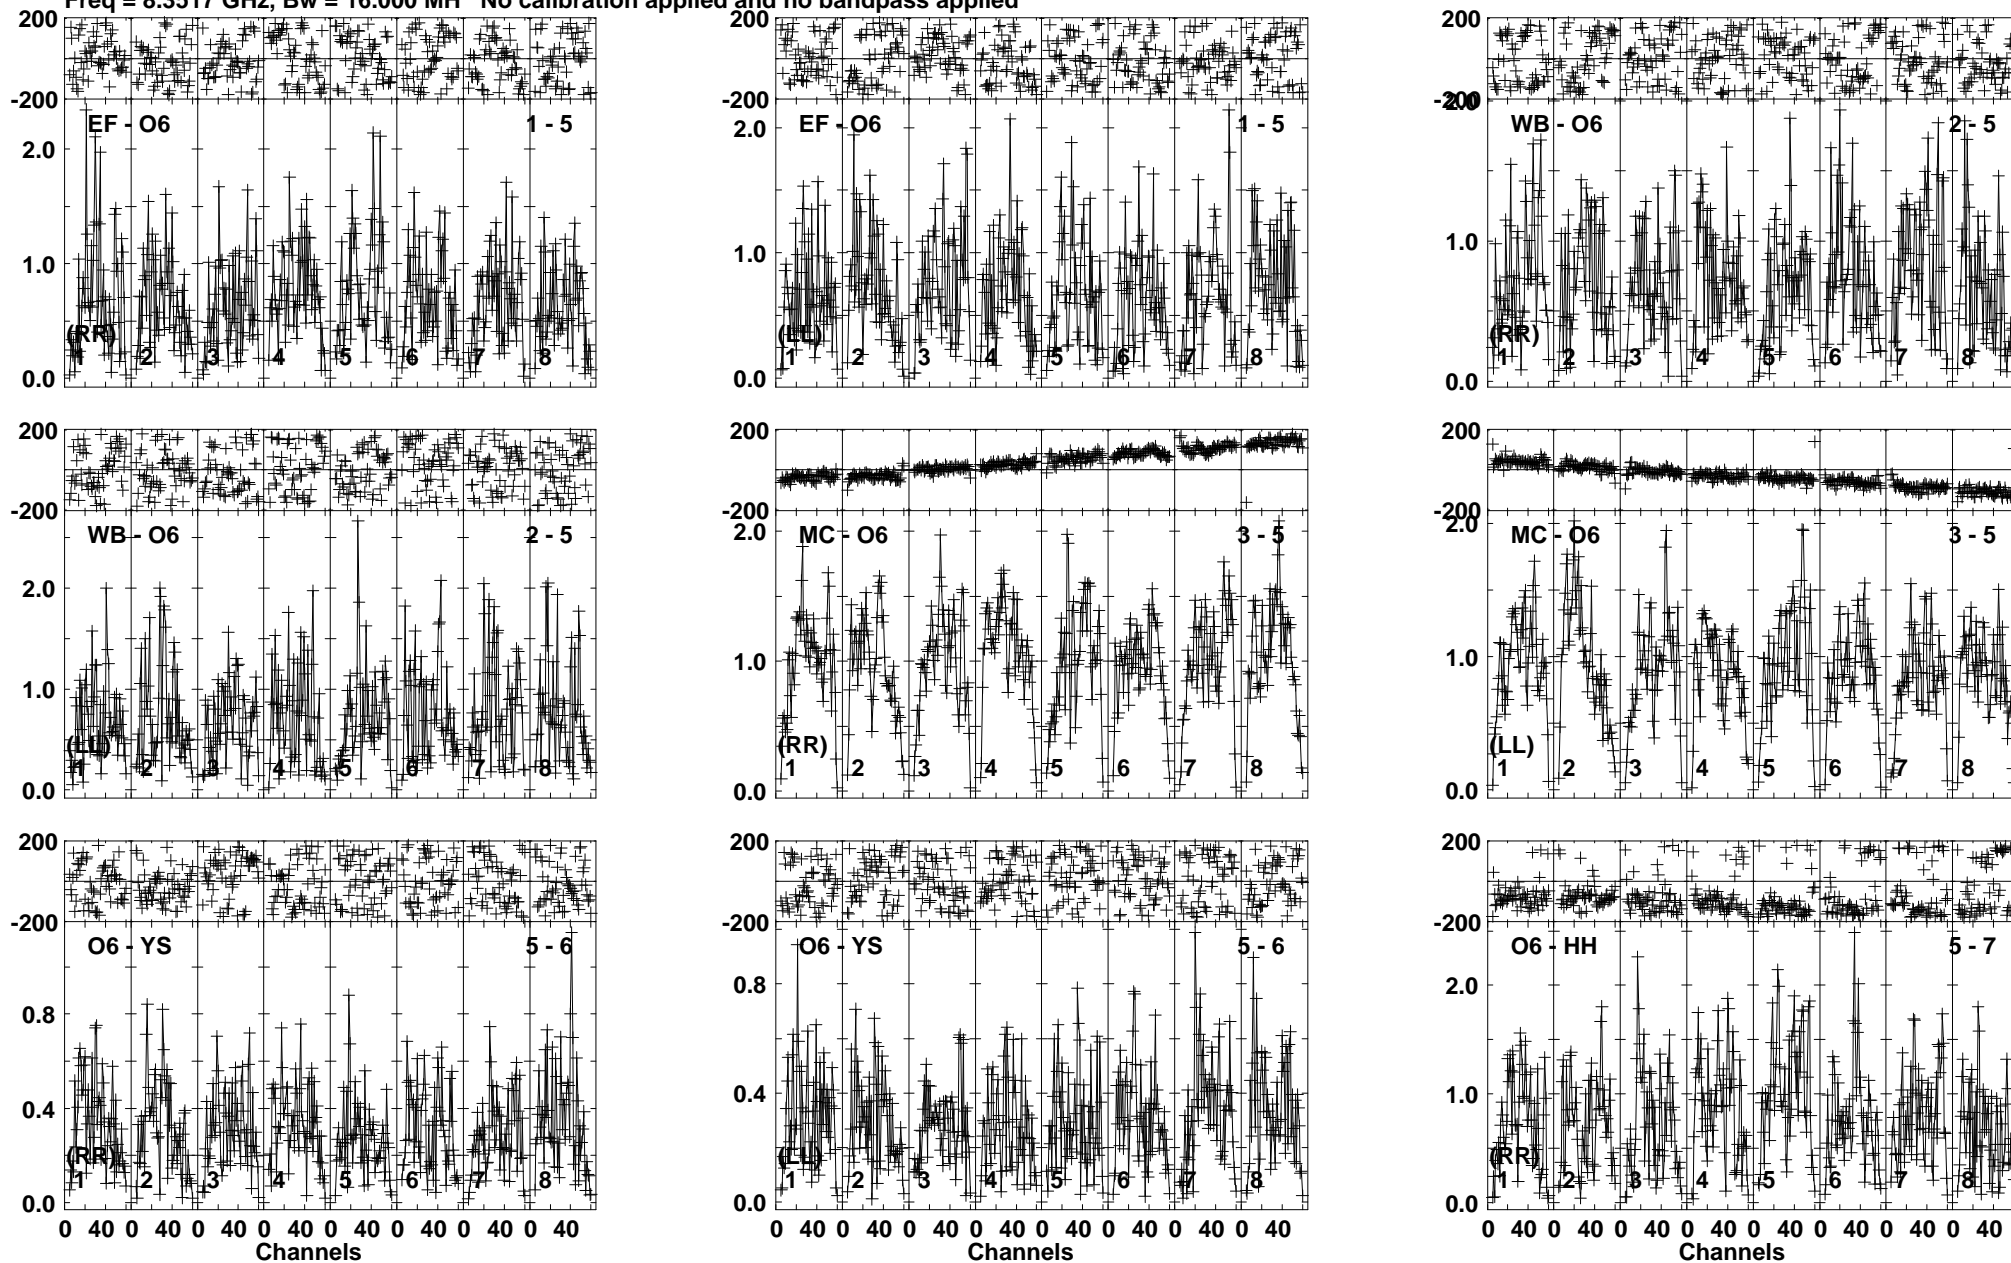 Freq = 8.3517 GHz, Bw = 16.000 MH No calibration applied and no bandpass applied
200 200 200
-200 -200 -200
EF - O6 1 - 5 EF - O6 1 - 5 WB - O6 2 - 5
2.0 2.0 2.0
1.0 1.0 1.0
(RR) (LL) (RR)
1 2 3 4 5 6 7 8 1 2 3 4 5 6 7 8 1 2 3 4 5 6 7 8
0.0 0.0 0.0
200 200 200
-200 -200 -200
WB - O6 2 - 5 MC - O6 3 - 5 MC - O6 3 - 5
2.0 2.0 2.0
1.0 1.0 1.0
(LL) (RR) (LL)
1 2 3 4 5 6 7 8 1 2 3 4 5 6 7 8 1 2 3 4 5 6 7 8
0.0 0.0 0.0
200 200 200
-200 -200 -200
O6 - YS 5 - 6 O6 - YS 5 - 6 O6 - HH 5 - 7
0.8 0.8 2.0
0.4 0.4 1.0
(RR) (LL) (RR)
1 2 3 4 5 6 7 8 1 2 3 4 5 6 7 8 1 2 3 4 5 6 7 8
0.0 0.0 0.0
0 40 0 40 0 40 0 40 0 40 0 40 0 40 0 40 0 40 0 40 0 40 0 40 0 40 0 40 0 40 0 40 0 40 0 40 0 40 0 40 0 40 0 40 0 40 0 40
Channels Channels Channels